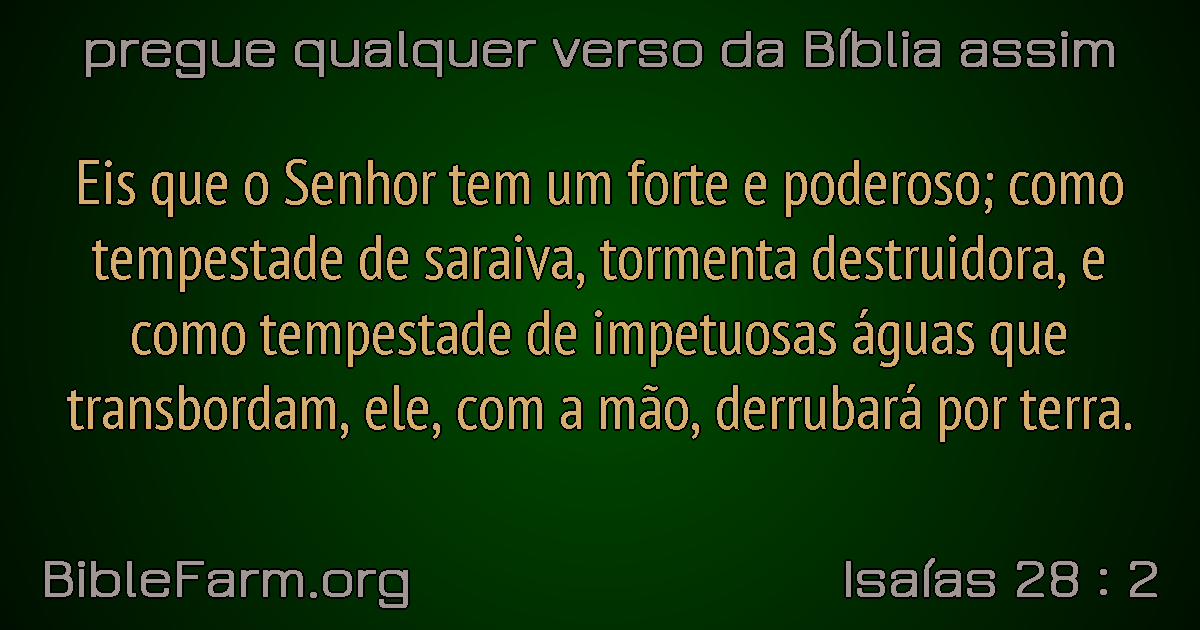 pregue qualquer verso da Bíblia assim
Eis que o Senhor tem um forte e poderoso; como
tempestade de saraiva, tormenta destruidora, e
como tempestade de impetuosas águas que
transbordam, ele, com a mão, derrubará por terra.
BibleFarm.org
Isaías 28 : 2